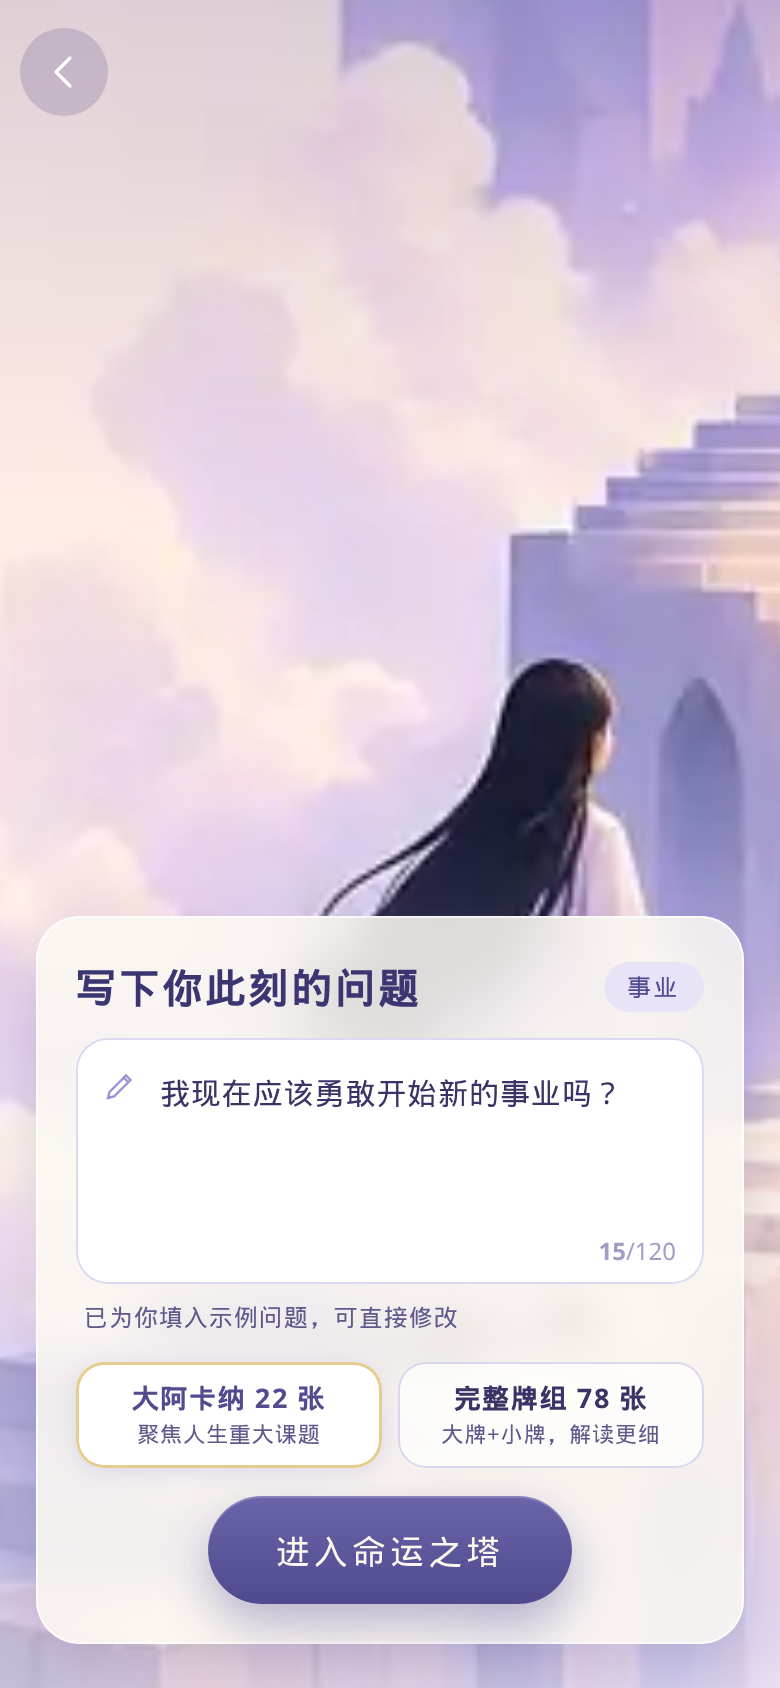 写下你此刻的问题
事业
我现在应该勇敢开始新的事业吗？
15/120
已为你填入示例问题，可直接修改
大阿卡纳 22 张
聚焦人生重大课题
完整牌组 78 张
大牌+小牌，解读更细
进入命运之塔